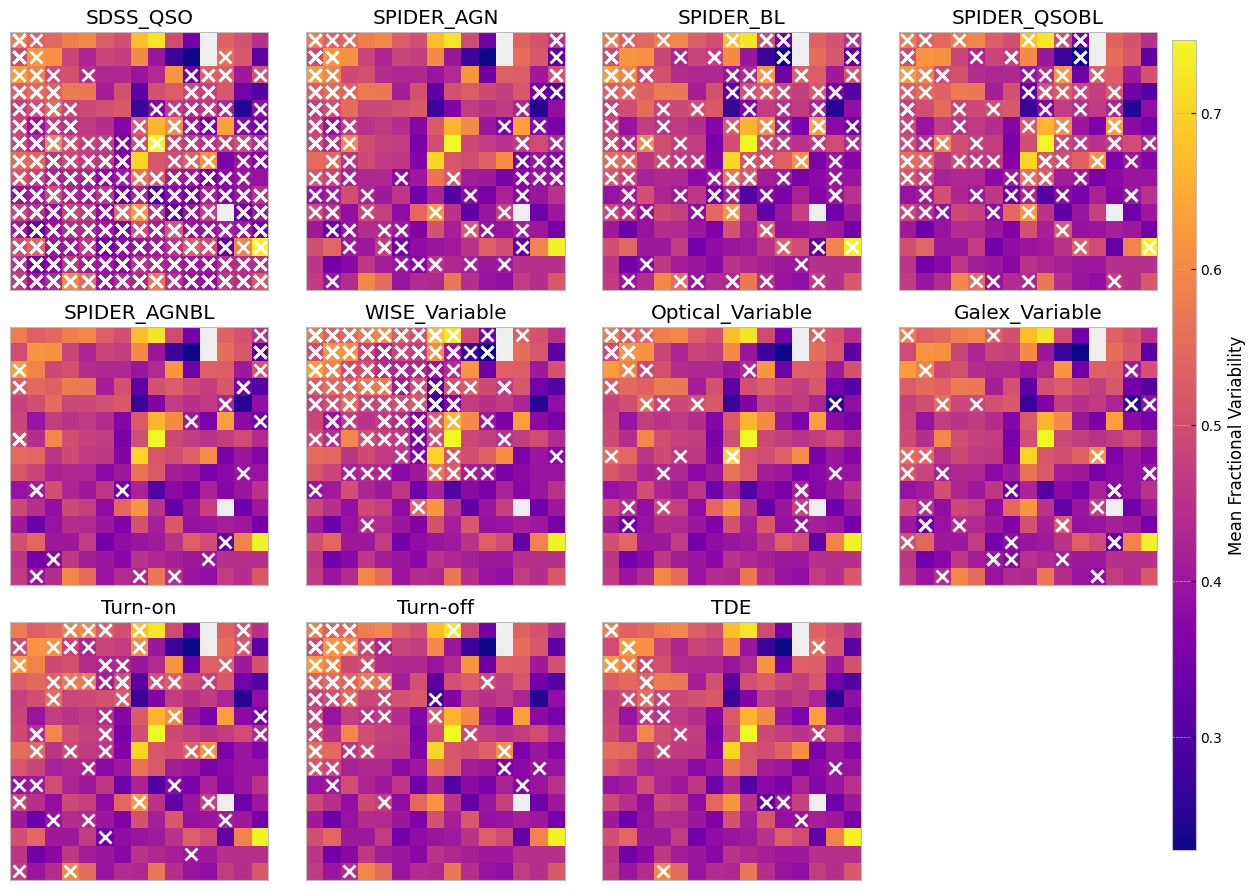 SDSS_QSO
SPIDER_AGN
SPIDER_BL
SPIDER_QSOBL
SPIDER_AGNBL
WISE_Variable
Optical_Variable
Galex_Variable
Turn-on
Turn-off
TDE
0.7
0.6
0.5
0.4
0.3
Mean Fractional Variability